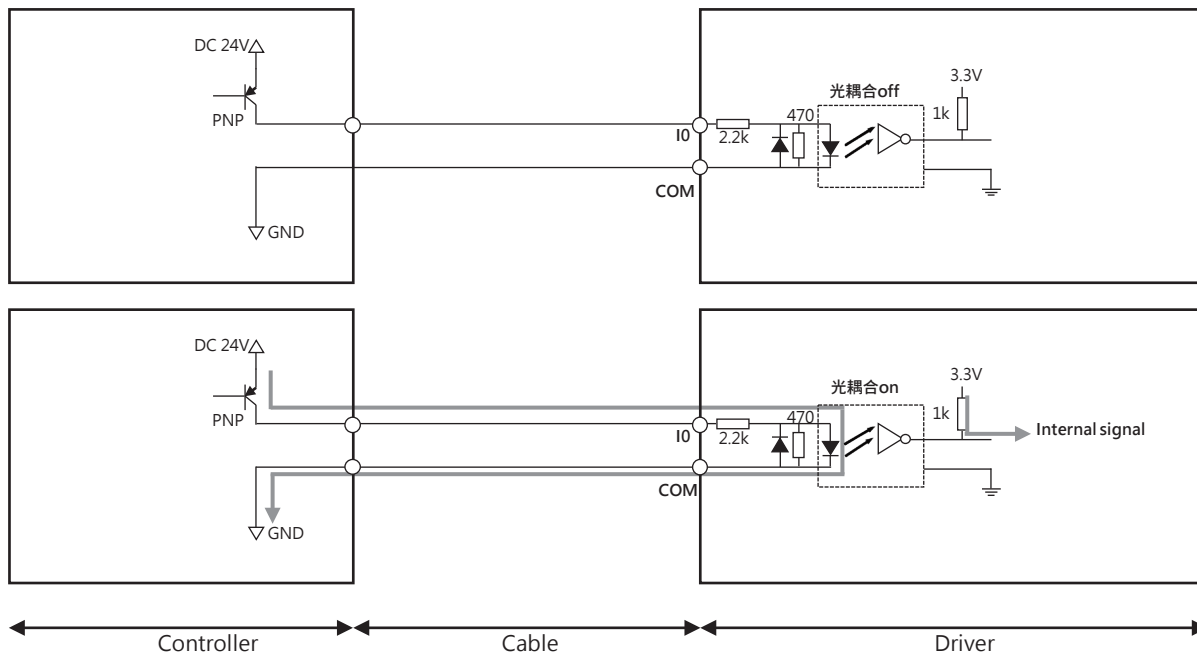 DC 24V
PNP
GND
I0
COM
2.2k
470
光耦合off
1k
3.3V
DC 24V
PNP
GND
I0
COM
2.2k
470
光耦合on
1k
3.3V
Internal signal
Controller
Cable
Driver